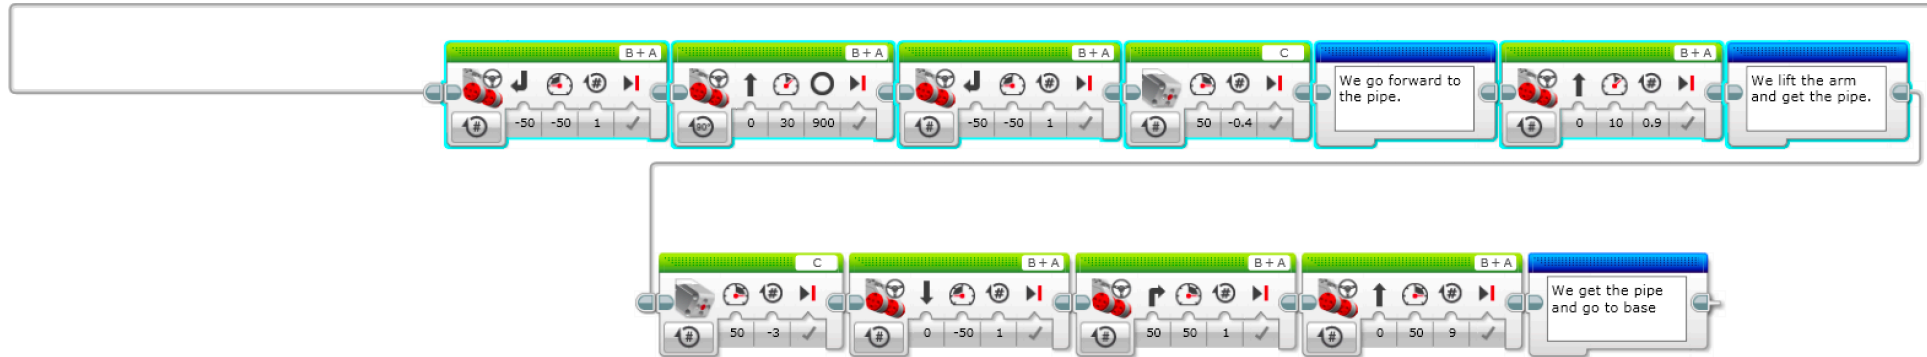 B + A
B + A
B + A
C
B + A
We go forward to
the pipe.
We lift the arm
and get the pipe.
# -50 -50 1
90° 0 30 900
# -50 -50 1
# 50 -0.4
# 0 10 0.9
C
B + A
B + A
B + A
We get the pipe
and go to base
# 50 -3
# 0 -50 1
# 50 50 1
# 0 50 9